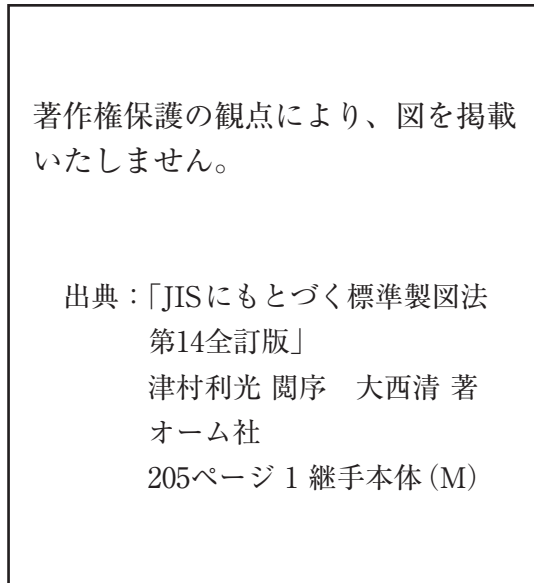 著作権保護の観点により、図を掲載
いたしません。
出典：「JISにもとづく標準製図法
第14全訂版」
津村利光 閲序　大西清 著
オーム社
205ページ 1 継手本体（M）